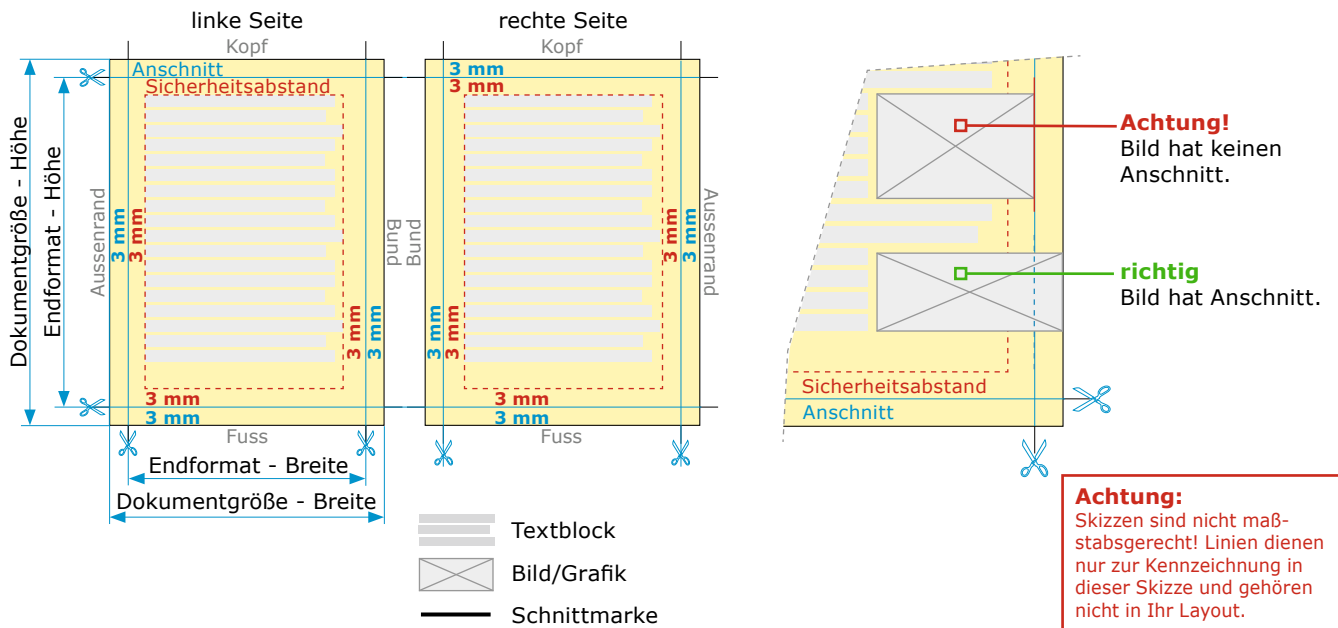 linke Seite
Kopf
Anschnitt
Sicherheitsabstand
Dokumentgröße - Höhe
Endformat - Höhe
Aussenrand
3 mm
3 mm
Bund
3 mm
3 mm
3 mm
3 mm
Fuss
Endformat - Breite
Dokumentgröße - Breite
rechte Seite
Kopf
3 mm
3 mm
Bund
3 mm
3 mm
Aussenrand
3 mm
3 mm
3 mm
3 mm
Fuss
Textblock
Bild/Grafik
Schnittmarke
Achtung!
Bild hat keinen
Anschnitt.
richtig
Bild hat Anschnitt.
Sicherheitsabstand
Anschnitt
Achtung:
Skizzen sind nicht maß-
stabsgerecht! Linien dienen
nur zur Kennzeichnung in
dieser Skizze und gehören
nicht in Ihr Layout.